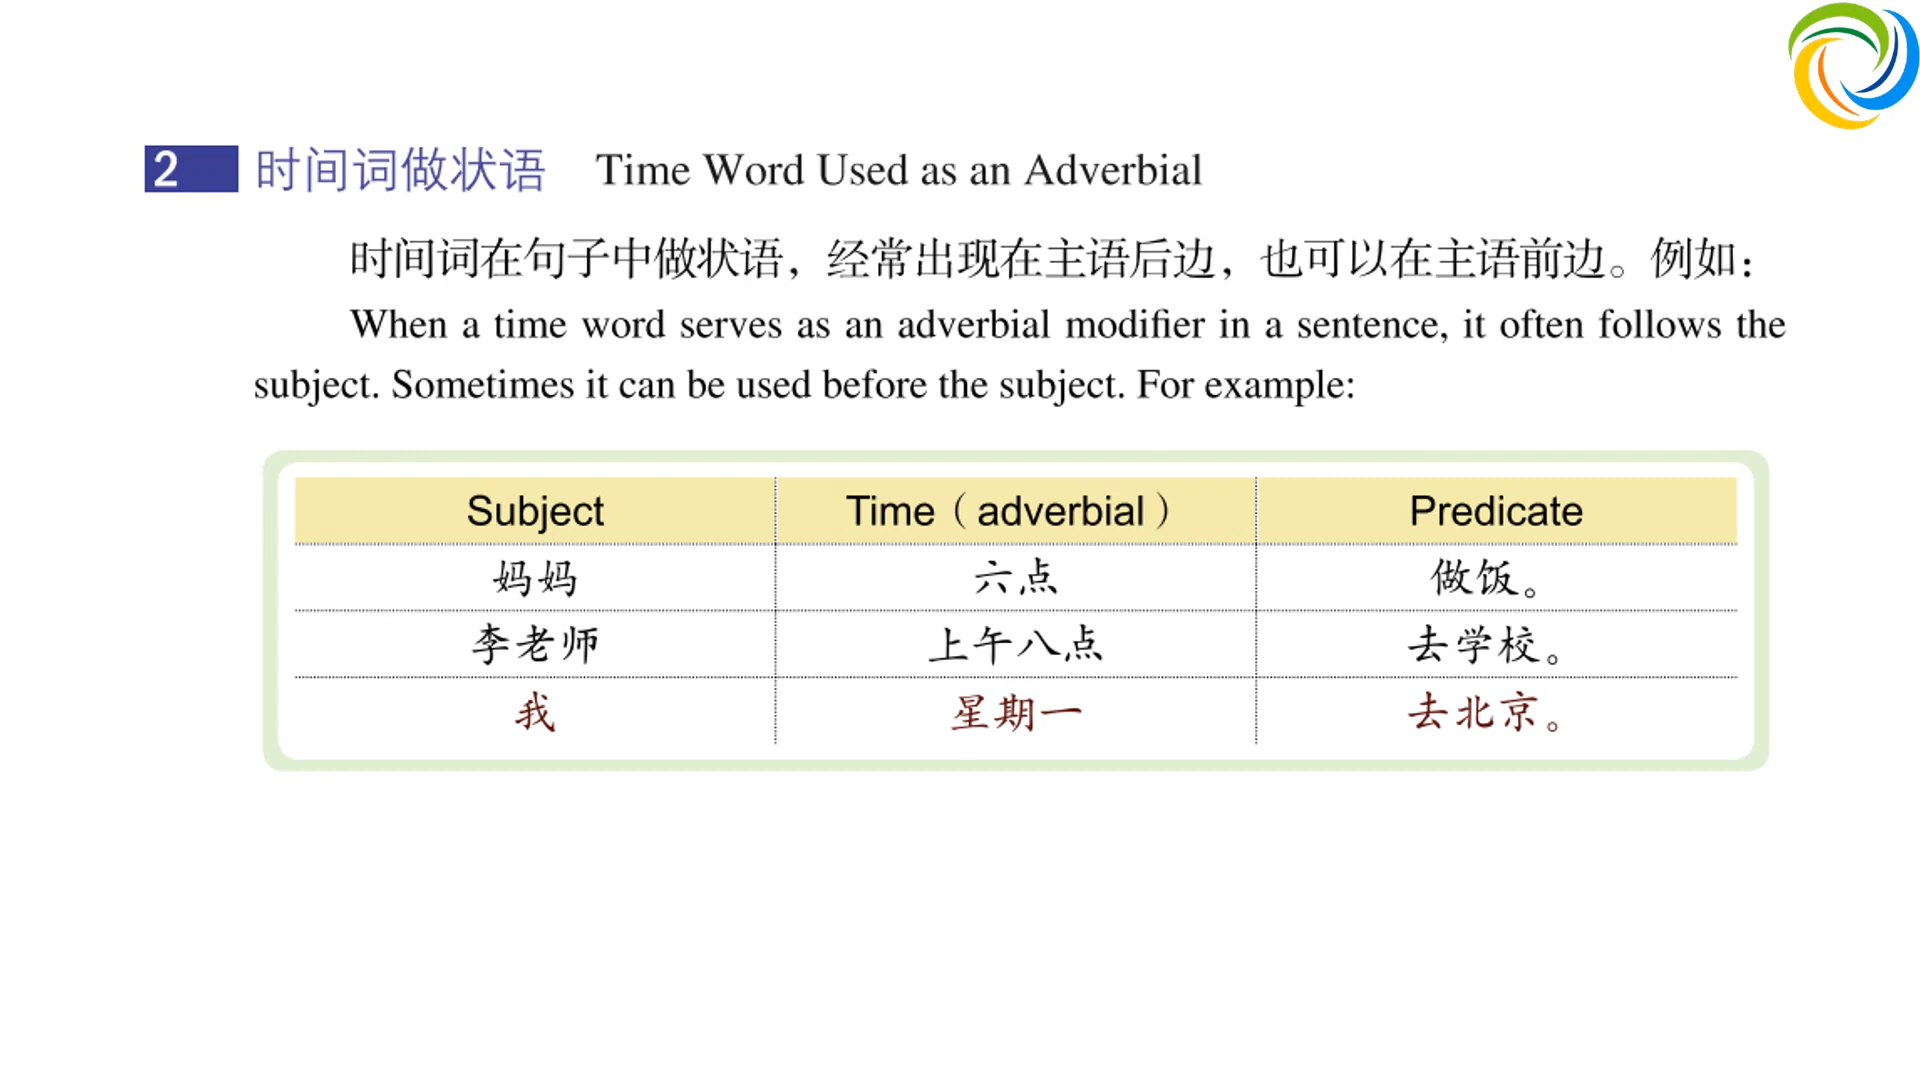 2 时间词做状语 Time Word Used as an Adverbial
时间词在句子中做状语，经常出现在主语后边，也可以在主语前边。例如：
When a time word serves as an adverbial modifier in a sentence, it often follows the
subject. Sometimes it can be used before the subject. For example:
Subject Time（adverbial） Predicate
妈妈 六点 做饭。
李老师 上午八点 去学校。
我 星期一 去北京。